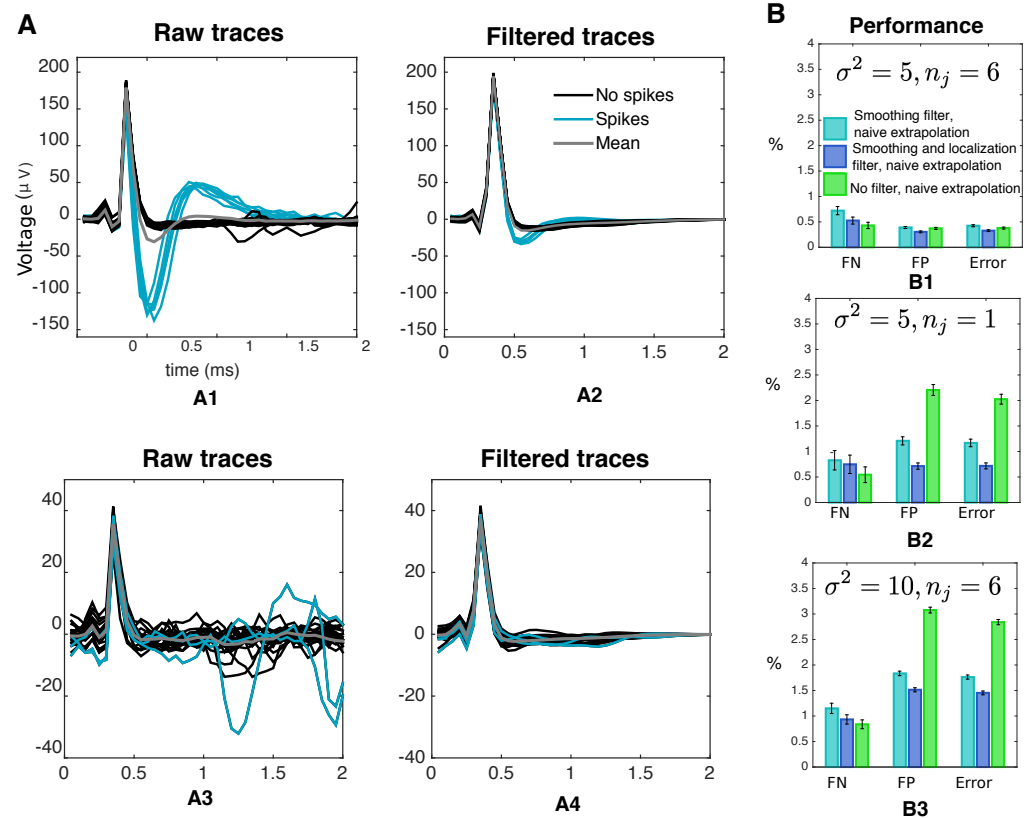 A
Raw traces
Filtered traces
200
150
100
50
0
-50
-100
-150
Voltage (μ V)
0
0.5
1
1.5
2
time (ms)
A1
200
150
100
50
0
-50
-100
-150
No spikes
Spikes
Mean
0
0.5
1
1.5
2
A2
Raw traces
Filtered traces
40
20
0
-20
-40
0
0.5
1
1.5
2
A3
40
20
0
-20
-40
0
0.5
1
1.5
2
A4
B
Performance
4
3.5
3
2.5
2
1.5
1
0.5
0
%
σ² = 5, nⱼ = 6
Smoothing filter,
naive extrapolation
Smoothing and localization
filter, naive extrapolation
No filter, naive extrapolation
FN
FP
Error
B1
4
3.5
3
2.5
2
1.5
1
0.5
0
%
σ² = 5, nⱼ = 1
FN
FP
Error
B2
4
3.5
3
2.5
2
1.5
1
0.5
0
%
σ² = 10, nⱼ = 6
FN
FP
Error
B3